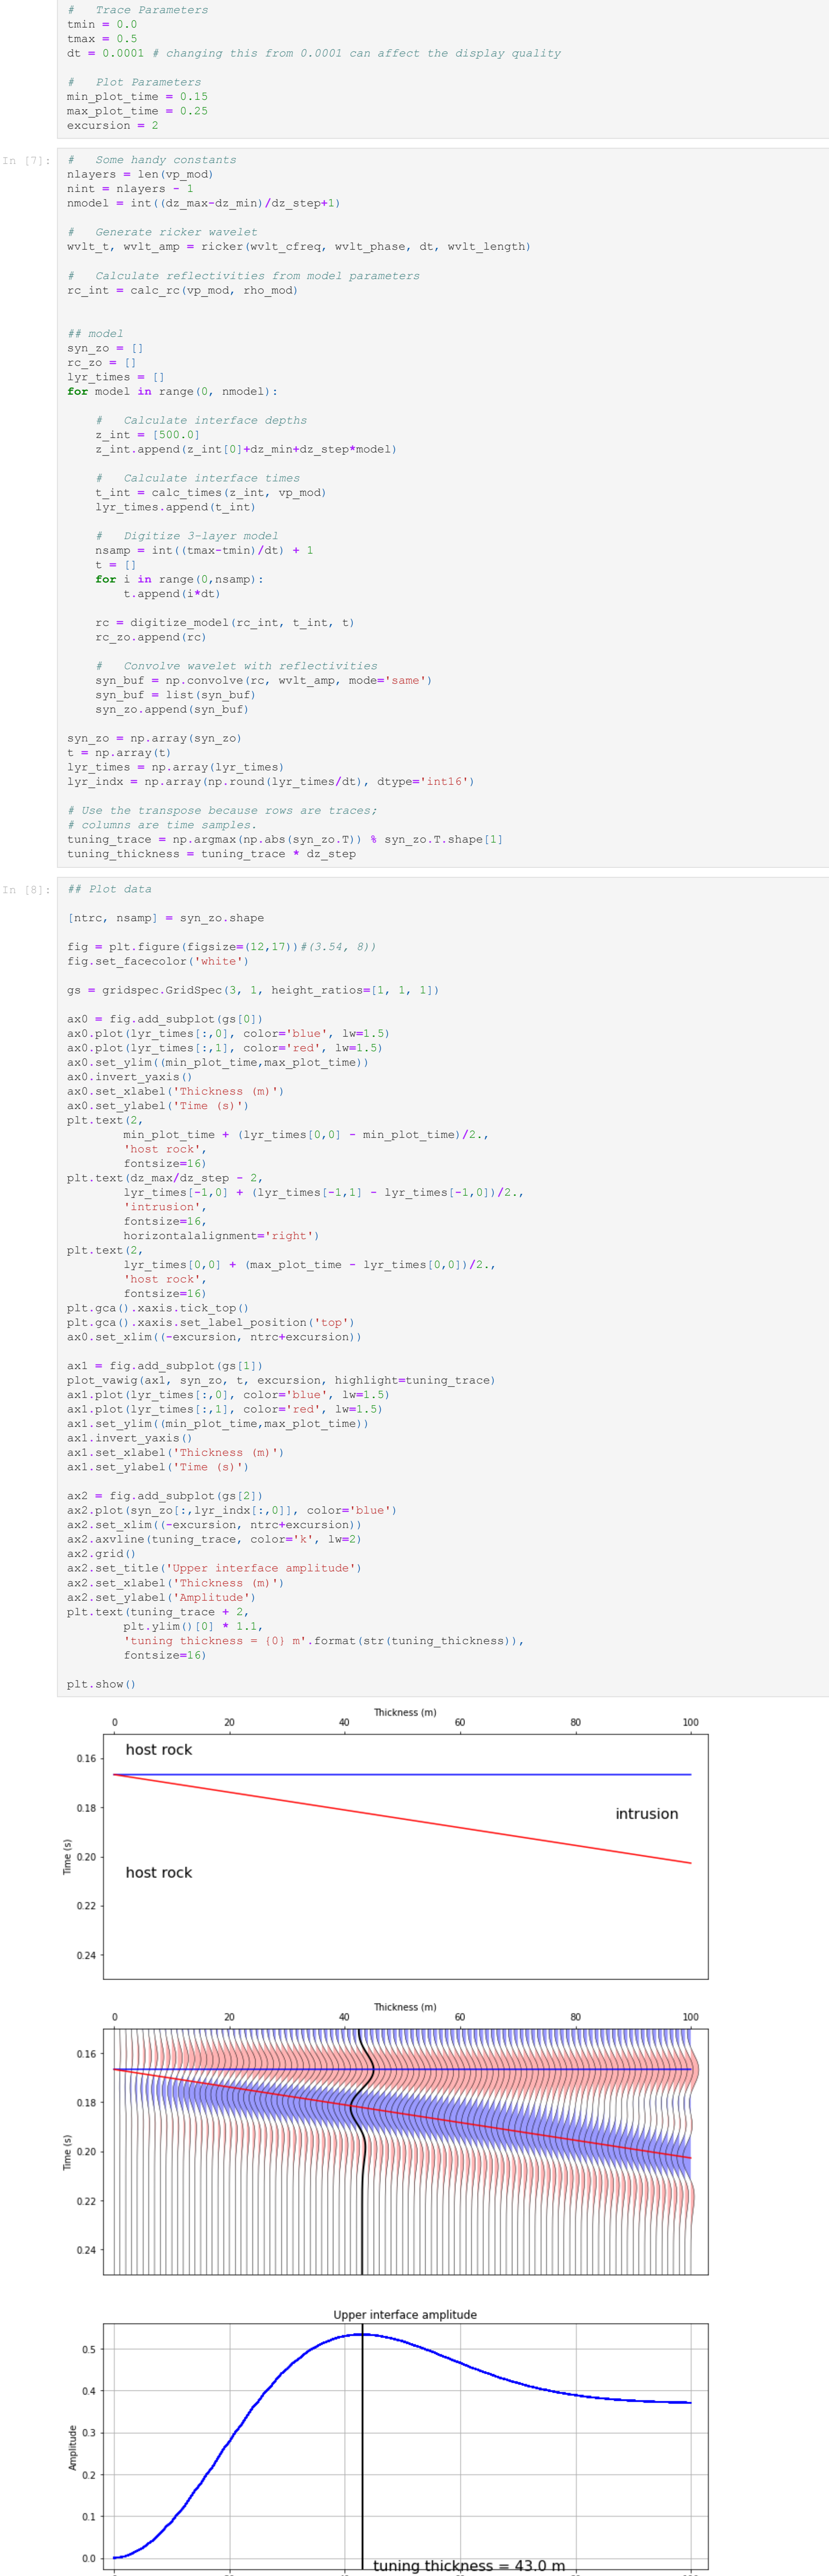 #   Trace Parameters
tmin = 0.0
tmax = 0.5
dt = 0.0001 # changing this from 0.0001 can affect the display quality
#   Plot Parameters
min_plot_time = 0.15
max_plot_time = 0.25
excursion = 2
In [7]:
#   Some handy constants
nlayers = len(vp_mod)
nint = nlayers - 1
nmodel = int((dz_max-dz_min)/dz_step+1)
#   Generate ricker wavelet
wvlt_t, wvlt_amp = ricker(wvlt_cfreq, wvlt_phase, dt, wvlt_length)
#   Calculate reflectivities from model parameters
rc_int = calc_rc(vp_mod, rho_mod)
## model
syn_zo = []
rc_zo = []
lyr_times = []
for model in range(0, nmodel):
    #   Calculate interface depths
    z_int = [500.0]
    z_int.append(z_int[0]+dz_min+dz_step*model)
    #   Calculate interface times
    t_int = calc_times(z_int, vp_mod)
    lyr_times.append(t_int)
    #   Digitize 3-layer model
    nsamp = int((tmax-tmin)/dt) + 1
    t = []
    for i in range(0,nsamp):
        t.append(i*dt)
    rc = digitize_model(rc_int, t_int, t)
    rc_zo.append(rc)
    #   Convolve wavelet with reflectivities
    syn_buf = np.convolve(rc, wvlt_amp, mode='same')
    syn_buf = list(syn_buf)
    syn_zo.append(syn_buf)
syn_zo = np.array(syn_zo)
t = np.array(t)
lyr_times = np.array(lyr_times)
lyr_indx = np.array(np.round(lyr_times/dt), dtype='int16')
# Use the transpose because rows are traces;
# columns are time samples.
tuning_trace = np.argmax(np.abs(syn_zo.T)) % syn_zo.T.shape[1]
tuning_thickness = tuning_trace * dz_step
In [8]:
## Plot data
[ntrc, nsamp] = syn_zo.shape
fig = plt.figure(figsize=(12,17))#(3.54, 8))
fig.set_facecolor('white')
gs = gridspec.GridSpec(3, 1, height_ratios=[1, 1, 1])
ax0 = fig.add_subplot(gs[0])
ax0.plot(lyr_times[:,0], color='blue', lw=1.5)
ax0.plot(lyr_times[:,1], color='red', lw=1.5)
ax0.set_ylim((min_plot_time,max_plot_time))
ax0.invert_yaxis()
ax0.set_xlabel('Thickness (m)')
ax0.set_ylabel('Time (s)')
plt.text(2,
        min_plot_time + (lyr_times[0,0] - min_plot_time)/2.,
        'host rock',
        fontsize=16)
plt.text(dz_max/dz_step - 2,
        lyr_times[-1,0] + (lyr_times[-1,1] - lyr_times[-1,0])/2.,
        'intrusion',
        fontsize=16,
        horizontalalignment='right')
plt.text(2,
        lyr_times[0,0] + (max_plot_time - lyr_times[0,0])/2.,
        'host rock',
        fontsize=16)
plt.gca().xaxis.tick_top()
plt.gca().xaxis.set_label_position('top')
ax0.set_xlim((-excursion, ntrc+excursion))
ax1 = fig.add_subplot(gs[1])
plot_vawig(ax1, syn_zo, t, excursion, highlight=tuning_trace)
ax1.plot(lyr_times[:,0], color='blue', lw=1.5)
ax1.plot(lyr_times[:,1], color='red', lw=1.5)
ax1.set_ylim((min_plot_time,max_plot_time))
ax1.invert_yaxis()
ax1.set_xlabel('Thickness (m)')
ax1.set_ylabel('Time (s)')
ax2 = fig.add_subplot(gs[2])
ax2.plot(syn_zo[:,lyr_indx[:,0]], color='blue')
ax2.set_xlim((-excursion, ntrc+excursion))
ax2.axvline(tuning_trace, color='k', lw=2)
ax2.grid()
ax2.set_title('Upper interface amplitude')
ax2.set_xlabel('Thickness (m)')
ax2.set_ylabel('Amplitude')
plt.text(tuning_trace + 2,
        plt.ylim()[0] * 1.1,
        'tuning thickness = {0} m'.format(str(tuning_thickness)),
        fontsize=16)
plt.show()
Thickness (m)
0 20 40 60 80 100
host rock
0.16
0.18
intrusion
Time (s)
0.20
host rock
0.22
0.24
Thickness (m)
0 20 40 60 80 100
0.16
0.18
Time (s)
0.20
0.22
0.24
Upper interface amplitude
0.5
0.4
0.3
Amplitude
0.2
0.1
0.0
tuning thickness = 43.0 m